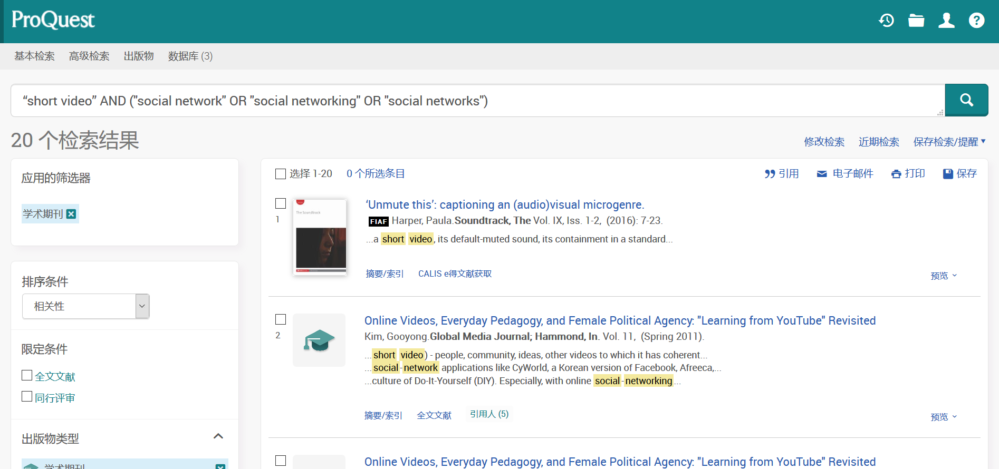 ProQuest
基本检索 高级检索 出版物 数据库 (3)
“short video” AND ("social network" OR "social networking" OR "social networks")
20 个检索结果
修改检索 近期检索 保存检索/提醒
应用的筛选器
学术期刊
排序条件
相关性
限定条件
全文文献
同行评审
出版物类型
学术期刊
选择 1-20 0 个所选条目
引用 电子邮件 打印 保存
1
The Soundtrack
‘Unmute this’: captioning an (audio)visual microgenre.
FIAF Harper, Paula.Soundtrack, The Vol. IX, Iss. 1-2, (2016): 7-23.
...a short video, its default-muted sound, its containment in a standard...
摘要/索引 CALIS e得文献获取
预览
2
Online Videos, Everyday Pedagogy, and Female Political Agency: "Learning from YouTube" Revisited
Kim, Gooyong.Global Media Journal; Hammond, In. Vol. 11, (Spring 2011).
...short video) - people, community, ideas, other videos to which it has coherent...
...social-network applications like CyWorld, a Korean version of Facebook, Afreeca,...
...culture of Do-It-Yourself (DIY). Especially, with online social-networking...
摘要/索引 全文文献 引用人 (5)
预览
Online Videos, Everyday Pedagogy, and Female Political Agency: "Learning from YouTube" Revisited